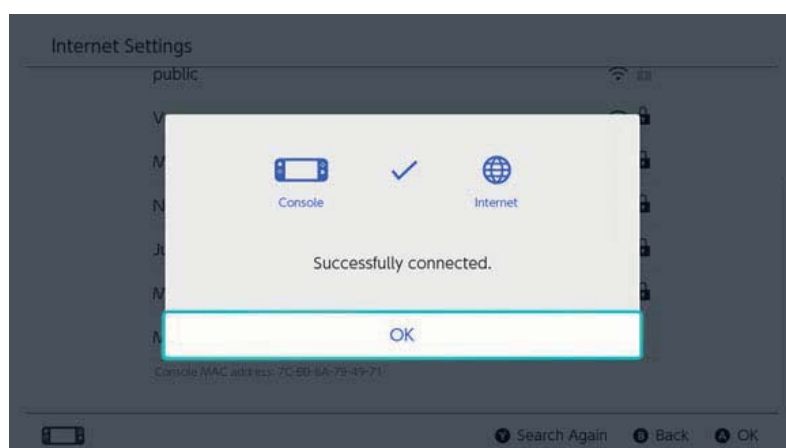 Internet Settings
public
V
M
N
Ju
M
M
Console
Internet
Successfully connected.
OK
Console MAC address: 7C-BB-8A-79-49-71
Search Again
Back
OK